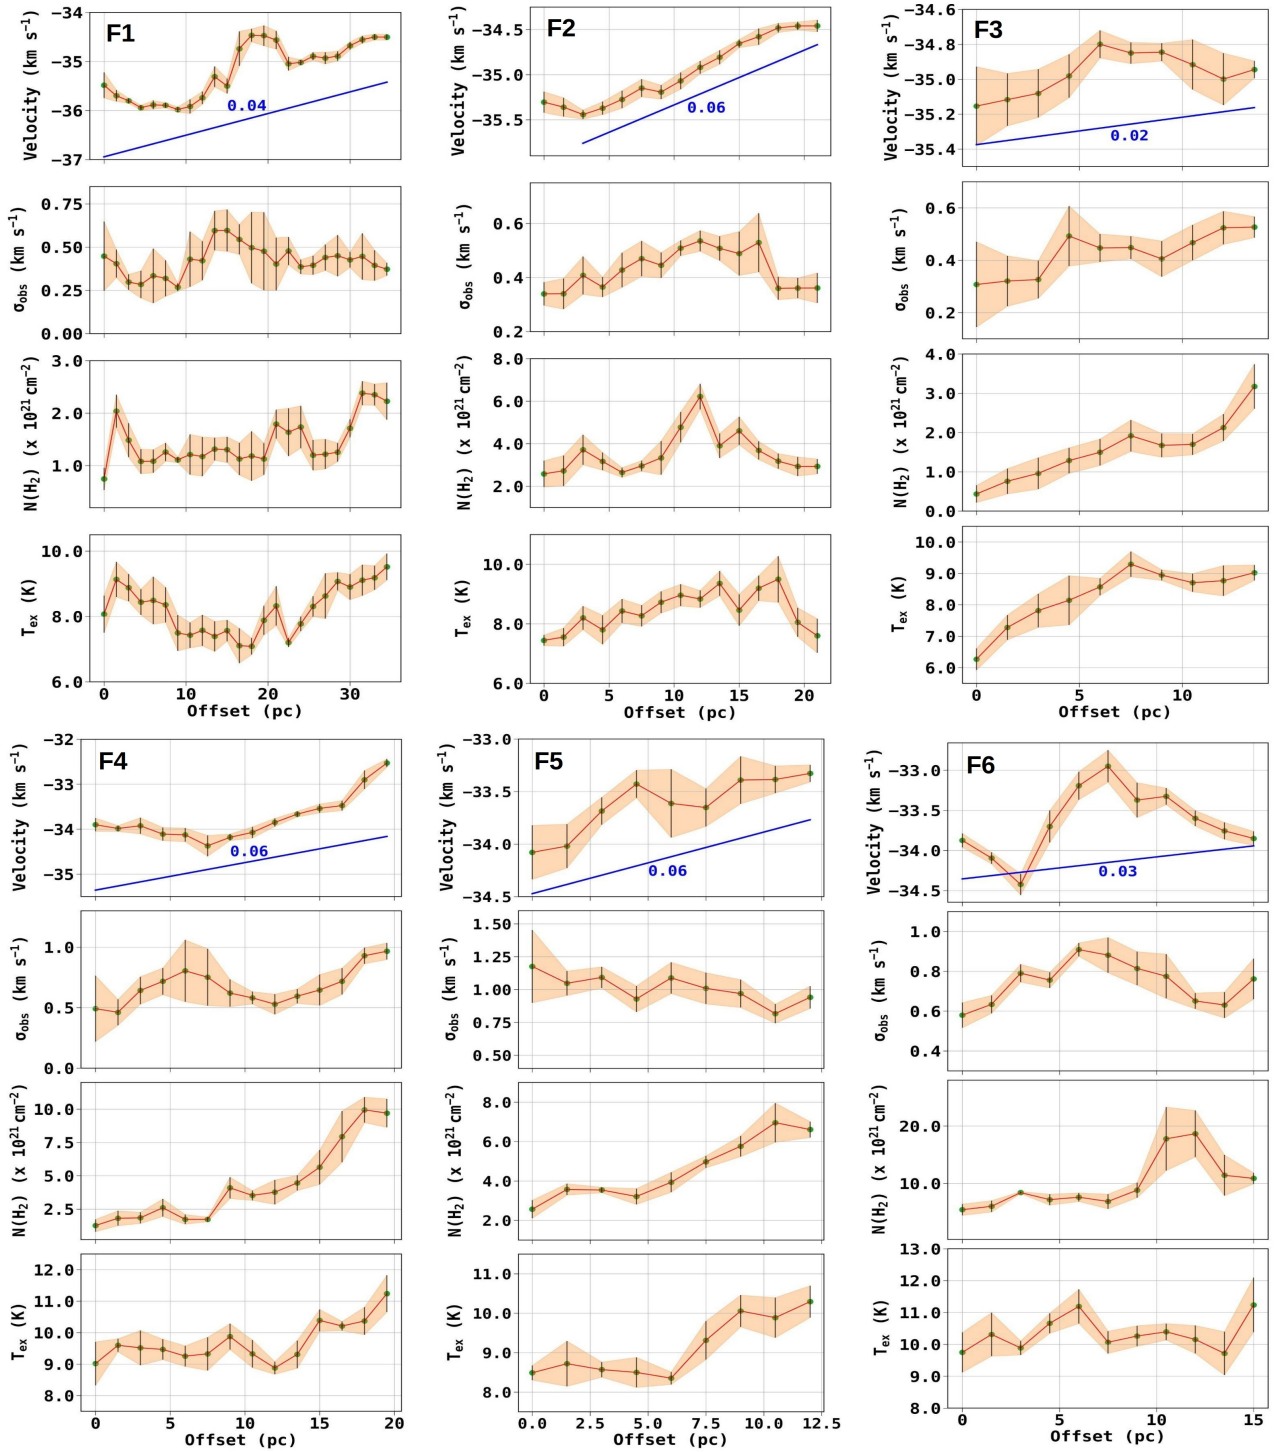 F1
Velocity (km s⁻¹)
−34
−35
−36
−37
0.04
σobs (km s⁻¹)
0.75
0.50
0.25
0.00
N(H₂) (x 10²¹ cm⁻²)
3.0
2.0
1.0
Tex (K)
10.0
8.0
6.0
0 10 20 30
Offset (pc)
F2
Velocity (km s⁻¹)
−34.5
−35.0
−35.5
0.06
σobs (km s⁻¹)
0.6
0.4
0.2
N(H₂) (x 10²¹ cm⁻²)
8.0
6.0
4.0
2.0
Tex (K)
10.0
8.0
6.0
0 5 10 15 20
Offset (pc)
F3
Velocity (km s⁻¹)
−34.6
−34.8
−35.0
−35.2
−35.4
0.02
σobs (km s⁻¹)
0.6
0.4
0.2
N(H₂) (x 10²¹ cm⁻²)
4.0
3.0
2.0
1.0
0.0
Tex (K)
10.0
9.0
8.0
7.0
6.0
0 5 10
Offset (pc)
F4
Velocity (km s⁻¹)
−32
−33
−34
−35
0.06
σobs (km s⁻¹)
1.0
0.5
0.0
N(H₂) (x 10²¹ cm⁻²)
10.0
7.5
5.0
2.5
Tex (K)
12.0
11.0
10.0
9.0
8.0
0 5 10 15 20
Offset (pc)
F5
Velocity (km s⁻¹)
−33.0
−33.5
−34.0
−34.5
0.06
σobs (km s⁻¹)
1.50
1.25
1.00
0.75
0.50
N(H₂) (x 10²¹ cm⁻²)
8.0
6.0
4.0
2.0
Tex (K)
11.0
10.0
9.0
8.0
0.0 2.5 5.0 7.5 10.0 12.5
Offset (pc)
F6
Velocity (km s⁻¹)
−33.0
−33.5
−34.0
−34.5
0.03
σobs (km s⁻¹)
1.0
0.8
0.6
0.4
N(H₂) (x 10²¹ cm⁻²)
20.0
10.0
Tex (K)
13.0
12.0
11.0
10.0
9.0
8.0
0 5 10 15
Offset (pc)